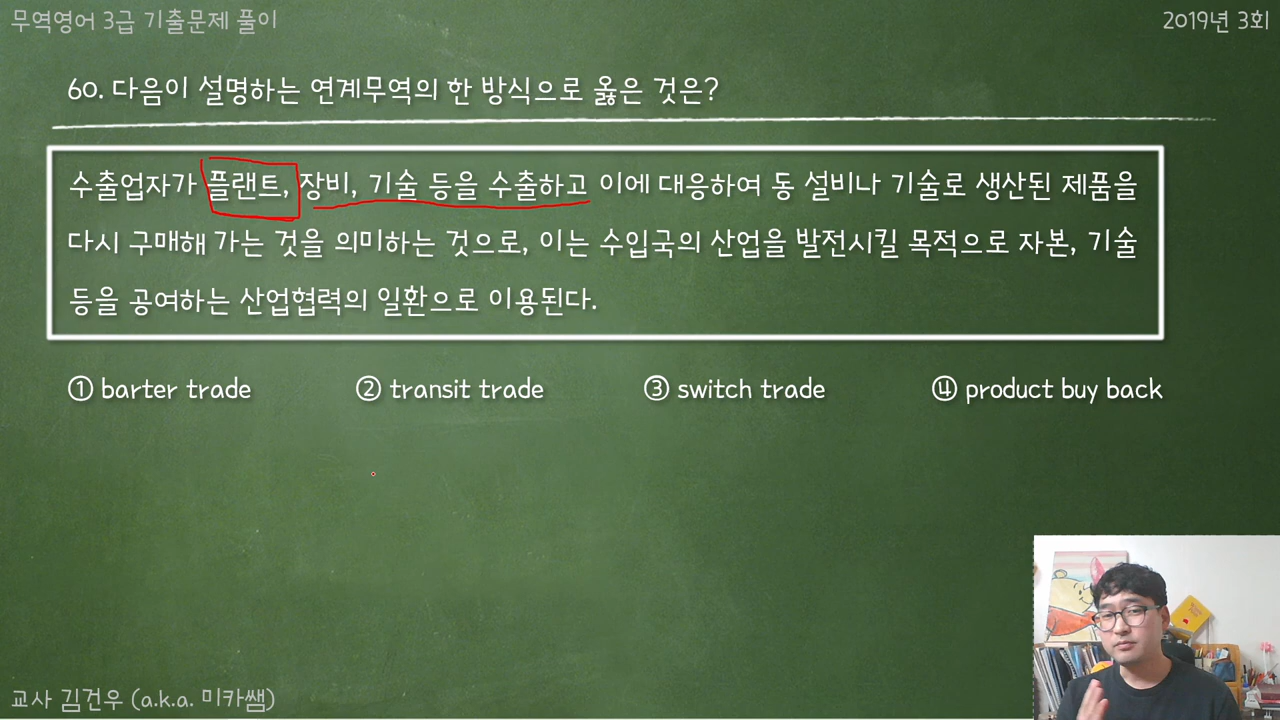 무역영어 3급 기출문제 풀이
2019년 3회
60. 다음이 설명하는 연계무역의 한 방식으로 옳은 것은?
수출업자가 플랜트, 장비, 기술 등을 수출하고 이에 대응하여 동 설비나 기술로 생산된 제품을
다시 구매해 가는 것을 의미하는 것으로, 이는 수입국의 산업을 발전시킬 목적으로 자본, 기술
등을 공여하는 산업협력의 일환으로 이용된다.
① barter trade ② transit trade ③ switch trade ④ product buy back
교사 김건우 (a.k.a. 미카쌤)